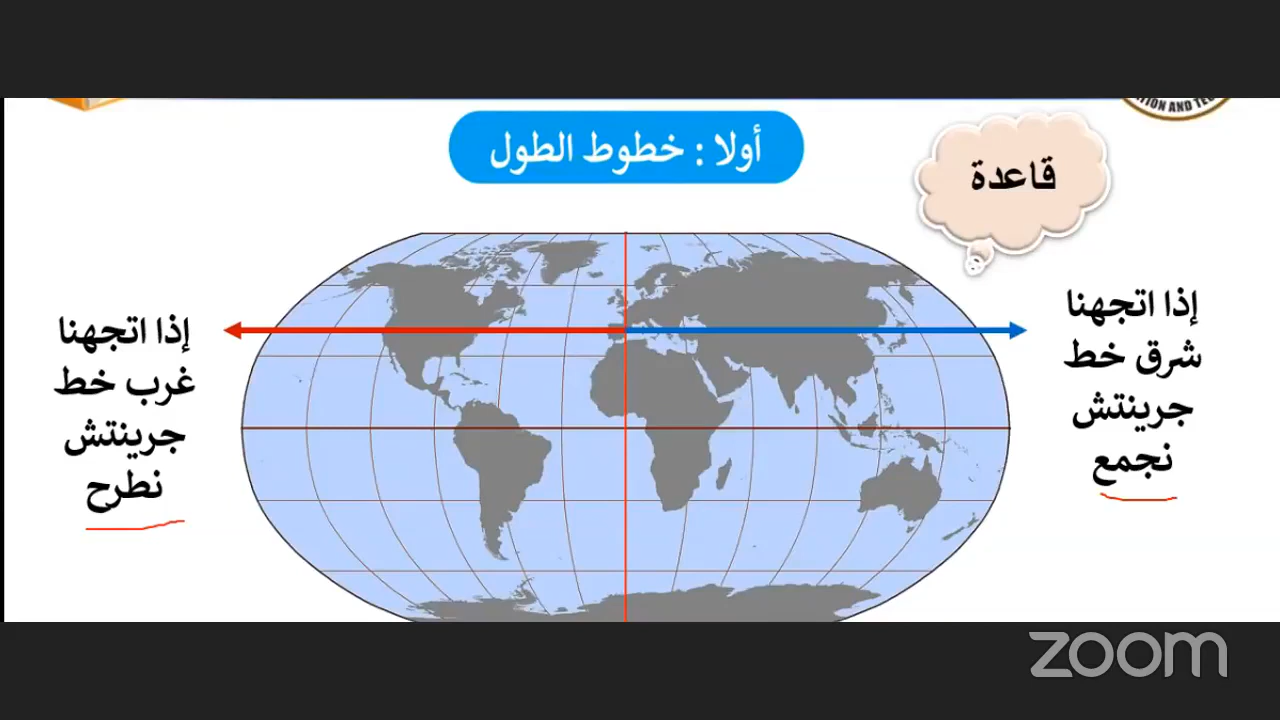 أولا : خطوط الطول
قاعدة
إذا اتجهنا
شرق خط
جرينتش
نجمع
إذا اتجهنا
غرب خط
جرينتش
نطرح
zoom